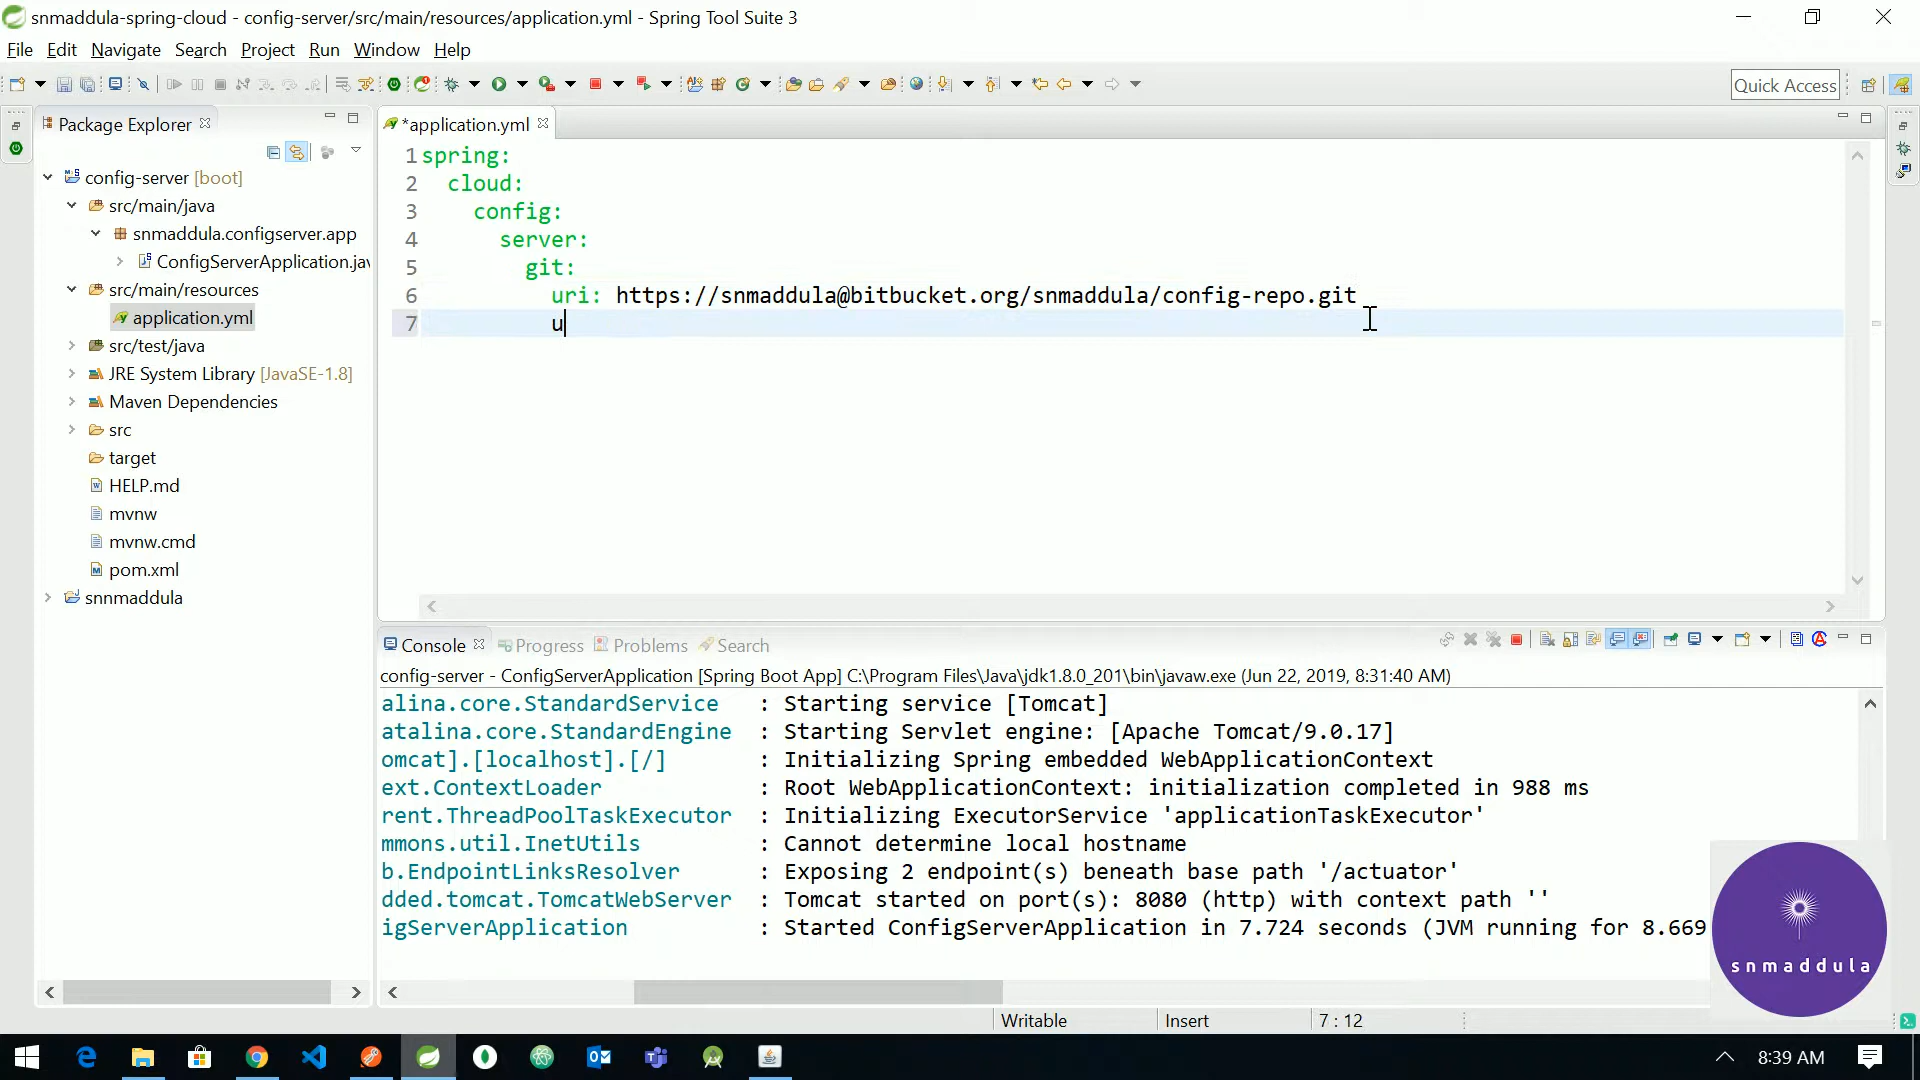 snmaddula-spring-cloud - config-server/src/main/resources/application.yml - Spring Tool Suite 3
File Edit Navigate Search Project Run Window Help
Quick Access
Package Explorer
*application.yml
config-server [boot]
src/main/java
snmaddula.configserver.app
ConfigServerApplication.jav
src/main/resources
application.yml
src/test/java
JRE System Library [JavaSE-1.8]
Maven Dependencies
src
target
HELP.md
mvnw
mvnw.cmd
pom.xml
snnmaddula
1 spring:
2 cloud:
3 config:
4 server:
5 git:
6 uri: https://snmaddula@bitbucket.org/snmaddula/config-repo.git
7 u
Console Progress Problems Search
config-server - ConfigServerApplication [Spring Boot App] C:\Program Files\Java\jdk1.8.0_201\bin\javaw.exe (Jun 22, 2019, 8:31:40 AM)
alina.core.StandardService : Starting service [Tomcat]
atalina.core.StandardEngine : Starting Servlet engine: [Apache Tomcat/9.0.17]
omcat].[localhost].[/] : Initializing Spring embedded WebApplicationContext
ext.ContextLoader : Root WebApplicationContext: initialization completed in 988 ms
rent.ThreadPoolTaskExecutor : Initializing ExecutorService 'applicationTaskExecutor'
mmons.util.InetUtils : Cannot determine local hostname
b.EndpointLinksResolver : Exposing 2 endpoint(s) beneath base path '/actuator'
dded.tomcat.TomcatWebServer : Tomcat started on port(s): 8080 (http) with context path ''
igServerApplication : Started ConfigServerApplication in 7.724 seconds (JVM running for 8.669
snmaddula
Writable Insert 7 : 12
8:39 AM